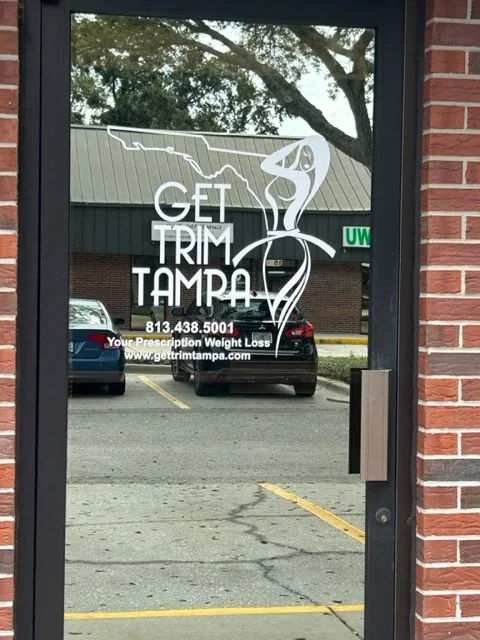 GET
TRIM
TAMPA
813.438.5001
Your Prescription Weight Loss
www.gettrimtampa.com
UW